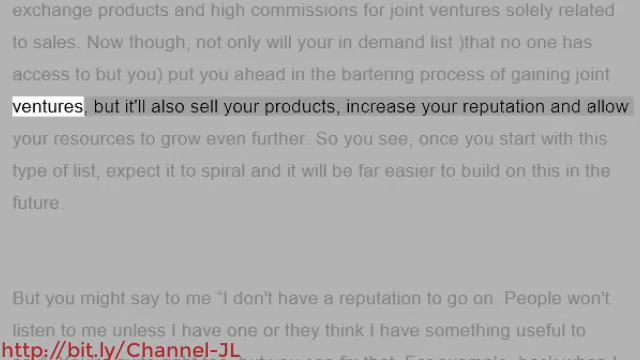 exchange products and high commissions for joint ventures solely related
to sales. Now though, not only will your in demand list )that no one has
access to but you) put you ahead in the bartering process of gaining joint
ventures, but it'll also sell your products, increase your reputation and allow
your resources to grow even further. So you see, once you start with this
type of list, expect it to spiral and it will be far easier to build on this in the
future.
But you might say to me “I don't have a reputation to go on. People won't
listen to me unless I have one or they think I have something useful to
http://bit.ly/Channel-JL